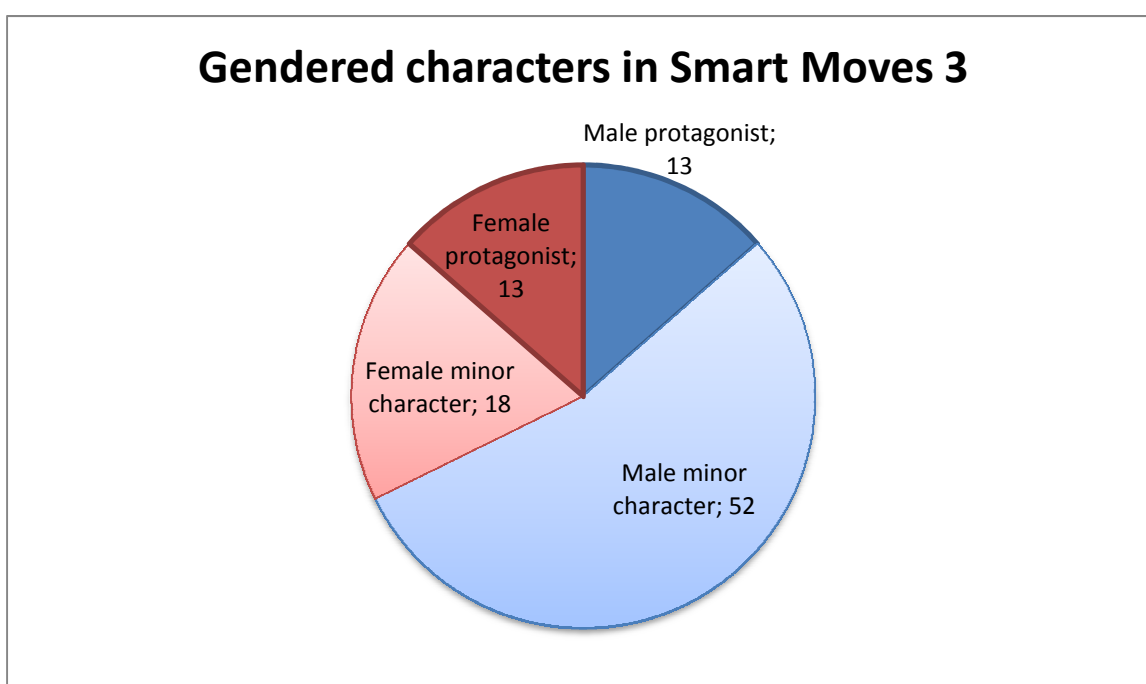 Gendered characters in Smart Moves 3
Male protagonist;
13
Female
protagonist;
13
Female minor
character; 18
Male minor
character; 52